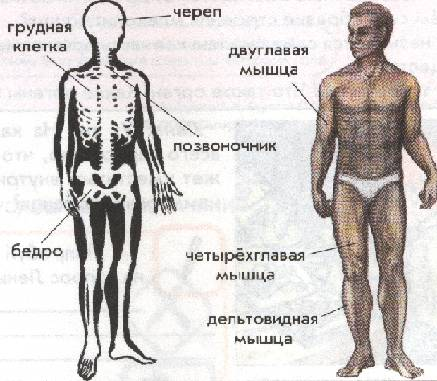 череп
грудная
клетка
двуглавая
мышца
позвоночник
бедро
четырёхглавая
мышца
дельтовидная
мышца